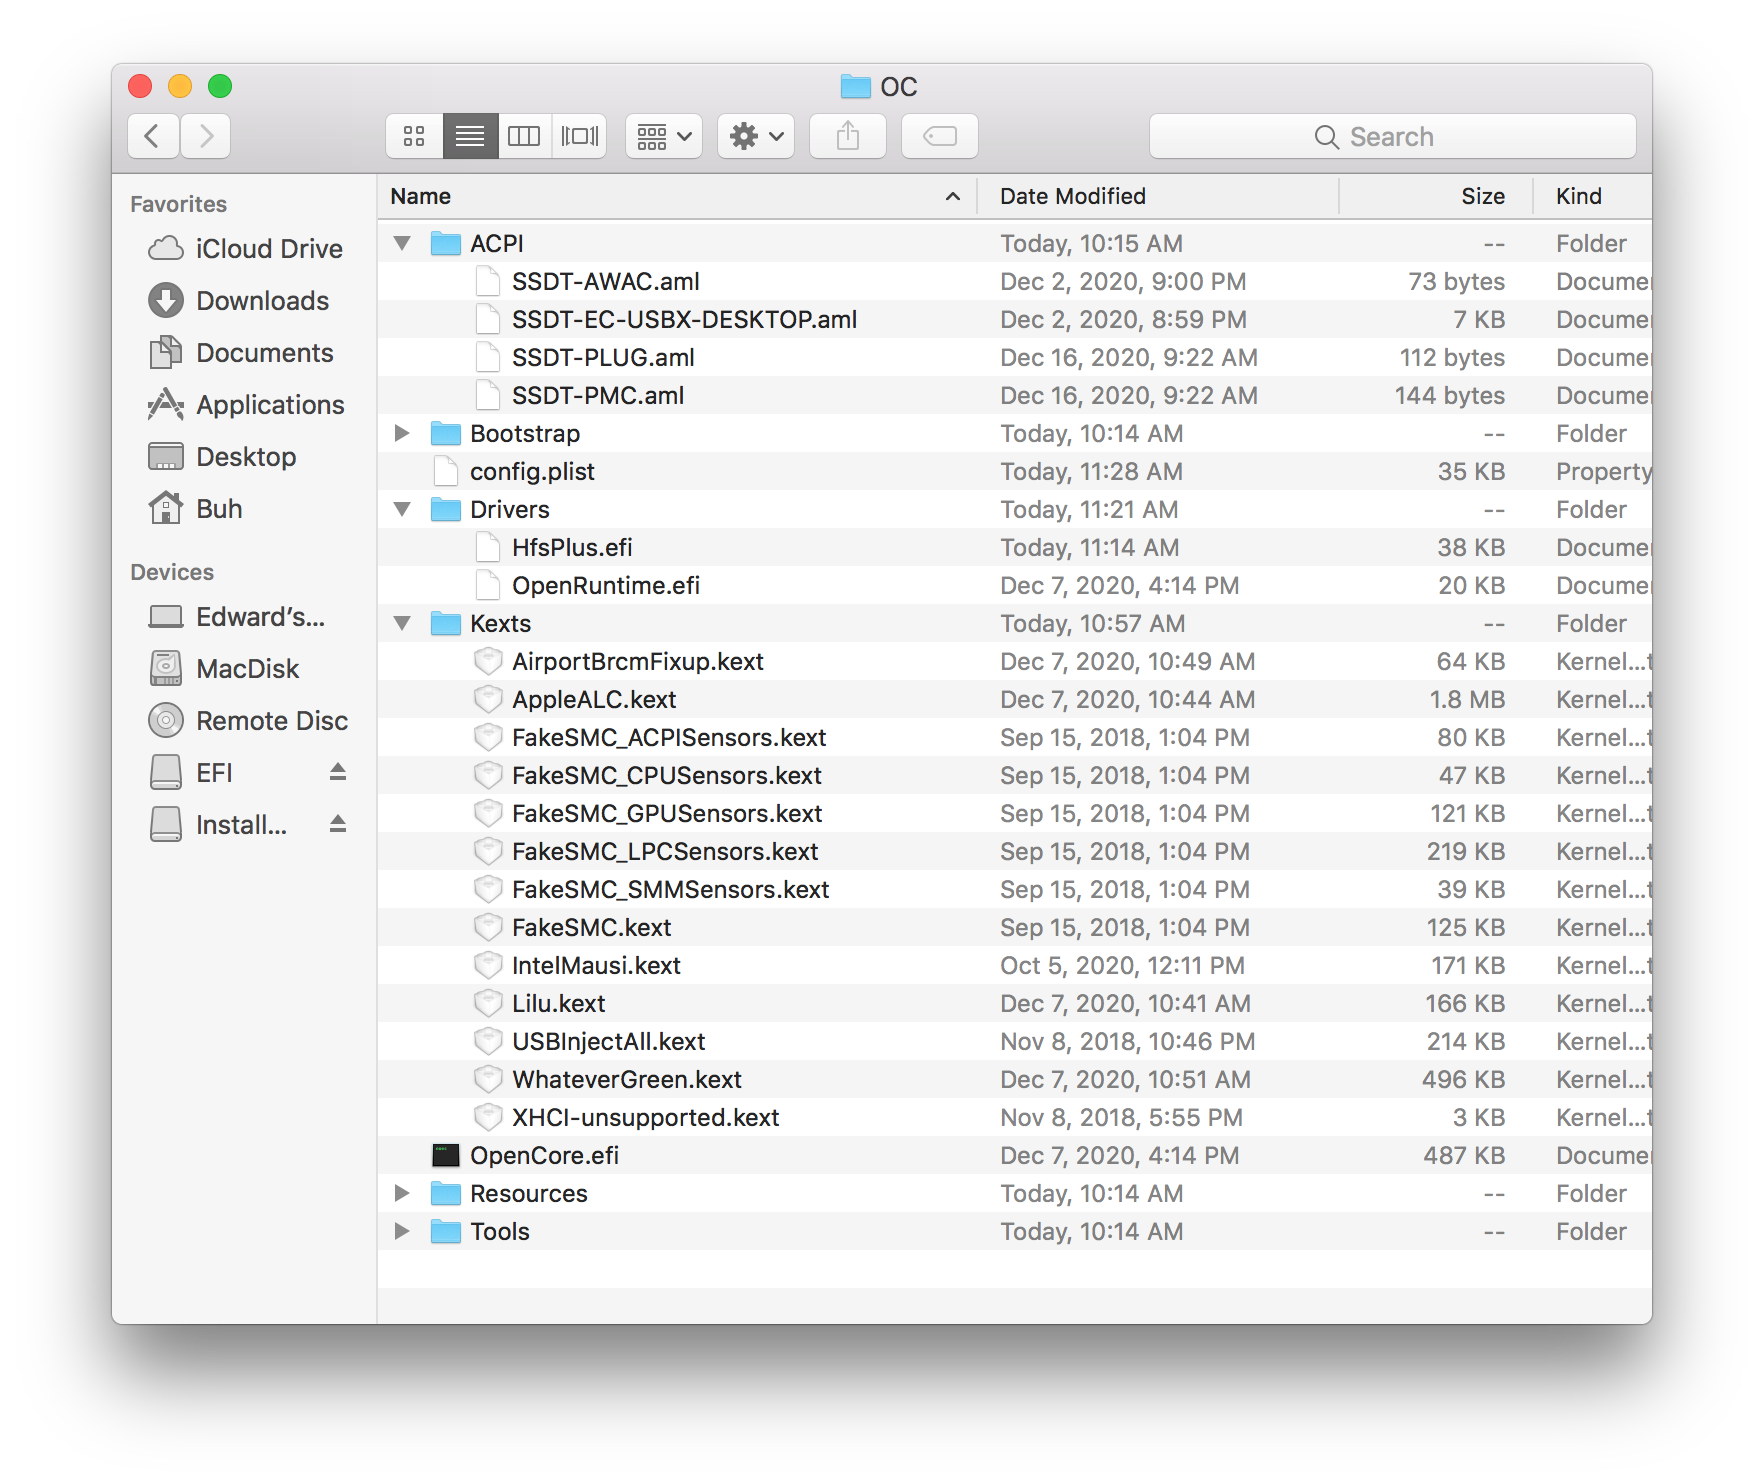 OC
Search
Favorites
iCloud Drive
Downloads
Documents
Applications
Desktop
Buh
Devices
Edward's...
MacDisk
Remote Disc
EFI
Install...
Name Date Modified Size Kind
ACPI Today, 10:15 AM -- Folder
SSDT-AWAC.aml Dec 2, 2020, 9:00 PM 73 bytes Docume
SSDT-EC-USBX-DESKTOP.aml Dec 2, 2020, 8:59 PM 7 KB Docume
SSDT-PLUG.aml Dec 16, 2020, 9:22 AM 112 bytes Docume
SSDT-PMC.aml Dec 16, 2020, 9:22 AM 144 bytes Docume
Bootstrap Today, 10:14 AM -- Folder
config.plist Today, 11:28 AM 35 KB Property
Drivers Today, 11:21 AM -- Folder
HfsPlus.efi Today, 11:14 AM 38 KB Docume
OpenRuntime.efi Dec 7, 2020, 4:14 PM 20 KB Docume
Kexts Today, 10:57 AM -- Folder
AirportBrcmFixup.kext Dec 7, 2020, 10:49 AM 64 KB Kernel...t
AppleALC.kext Dec 7, 2020, 10:44 AM 1.8 MB Kernel...t
FakeSMC_ACPISensors.kext Sep 15, 2018, 1:04 PM 80 KB Kernel...t
FakeSMC_CPUSensors.kext Sep 15, 2018, 1:04 PM 47 KB Kernel...t
FakeSMC_GPUSensors.kext Sep 15, 2018, 1:04 PM 121 KB Kernel...t
FakeSMC_LPCSensors.kext Sep 15, 2018, 1:04 PM 219 KB Kernel...t
FakeSMC_SMMSensors.kext Sep 15, 2018, 1:04 PM 39 KB Kernel...t
FakeSMC.kext Sep 15, 2018, 1:04 PM 125 KB Kernel...t
IntelMausi.kext Oct 5, 2020, 12:11 PM 171 KB Kernel...t
Lilu.kext Dec 7, 2020, 10:41 AM 166 KB Kernel...t
USBInjectAll.kext Nov 8, 2018, 10:46 PM 214 KB Kernel...t
WhateverGreen.kext Dec 7, 2020, 10:51 AM 496 KB Kernel...t
XHCI-unsupported.kext Nov 8, 2018, 5:55 PM 3 KB Kernel...t
OpenCore.efi Dec 7, 2020, 4:14 PM 487 KB Docume
Resources Today, 10:14 AM -- Folder
Tools Today, 10:14 AM -- Folder